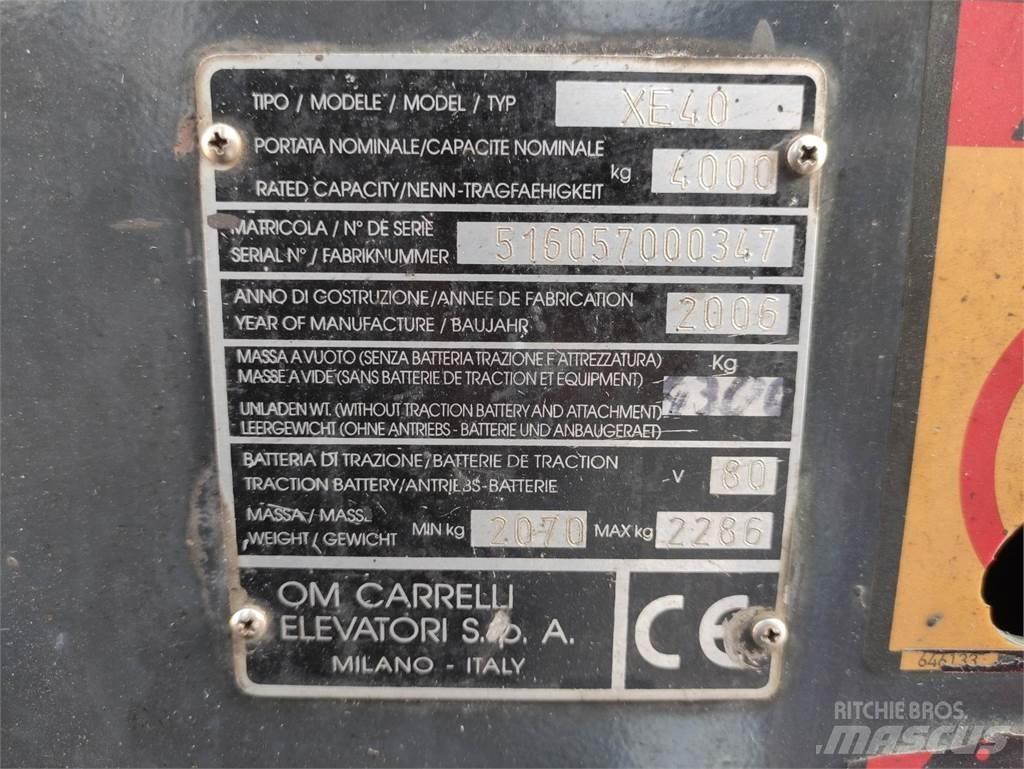 TIPO / MODELE / MODEL / TYP XE40
PORTATA NOMINALE/CAPACITE NOMINALE
kg 4000
RATED CAPACITY/NENN-TRAGFAEHIGKEIT
MATRICOLA / N° DE SERIE
516057000347
SERIAL N° / FABRIKNUMMER
ANNO DI COSTRUZIONE/ANNEE DE FABRICATION
2006
YEAR OF MANUFACTURE / BAUJAHR
MASSA A VUOTO (SENZA BATTERIA TRAZIONE E ATTREZZATURA) Kg
MASSE A VIDE (SANS BATTERIE DE TRACTION ET EQUIPMENT)
UNLADEN WT. (WITHOUT TRACTION BATTERY AND ATTACHMENT)
LEERGEWICHT (OHNE ANTRIEBS - BATTERIE UND ANBAUGERAET)
BATTERIA DI TRAZIONE/BATTERIE DE TRACTION
V 80
TRACTION BATTERY/ANTRIEBS-BATTERIE
MASSA / MASSE
MIN kg 2070 MAX kg 2286
WEIGHT / GEWICHT
OM CARRELLI
ELEVATORI S.p. A.
MILANO - ITALY
CE
646133
RITCHIE BROS.
MASCUS